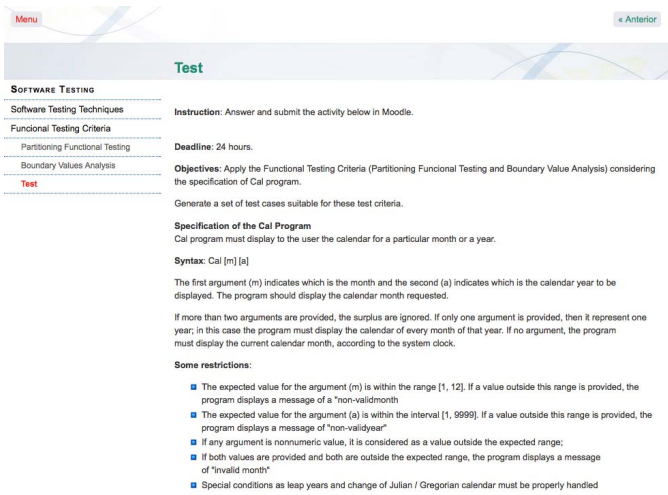 Menu
« Anterior
Test
SOFTWARE TESTING
Software Testing Techniques
Funcional Testing Criteria
Partitioning Functional Testing
Boundary Values Analysis
Test
Instruction: Answer and submit the activity below in Moodle.
Deadline: 24 hours.
Objectives: Apply the Functional Testing Criteria (Partitioning Funcional Testing and Boundary Value Analysis) considering
the specification of Cal program.
Generate a set of test cases suitable for these test criteria.
Specification of the Cal Program
Cal program must display to the user the calendar for a particular month or a year.
Syntax: Cal [m] [a]
The first argument (m) indicates which is the month and the second (a) indicates which is the calendar year to be
displayed. The program should display the calendar month requested.
If more than two arguments are provided, the surplus are ignored. If only one argument is provided, then it represent one
year; in this case the program must display the calendar of every month of that year. If no argument, the program
must display the current calendar month, according to the system clock.
Some restrictions:
The expected value for the argument (m) is within the range [1, 12]. If a value outside this range is provided, the
program displays a message of a "non-validmonth
The expected value for the argument (a) is within the interval [1, 9999]. If a value outside this range is provided, the
program displays a message of "non-validyear"
If any argument is nonnumeric value, it is considered as a value outside the expected range;
If both values are provided and both are outside the expected range, the program displays a message
of "invalid month"
Special conditions as leap years and change of Julian / Gregorian calendar must be properly handled